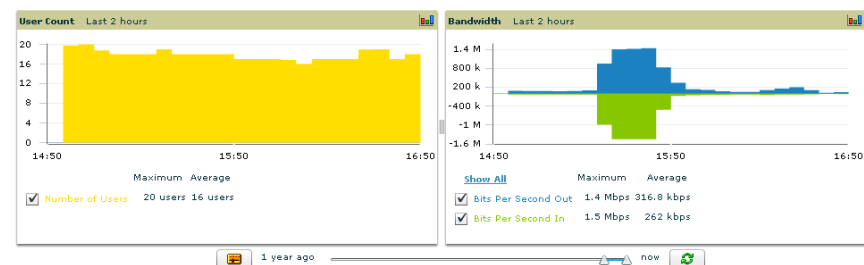 User Count Last 2 hours
20
16
12
8
4
0
14:50 15:50 16:50
Maximum Average
Number of Users 20 users 16 users
Bandwidth Last 2 hours
1.4 M
800 k
200 k
-400 k
-1 M
-1.6 M
14:50 15:50 16:50
Show All Maximum Average
Bits Per Second Out 1.4 Mbps 316.8 kbps
Bits Per Second In 1.5 Mbps 262 kbps
1 year ago now